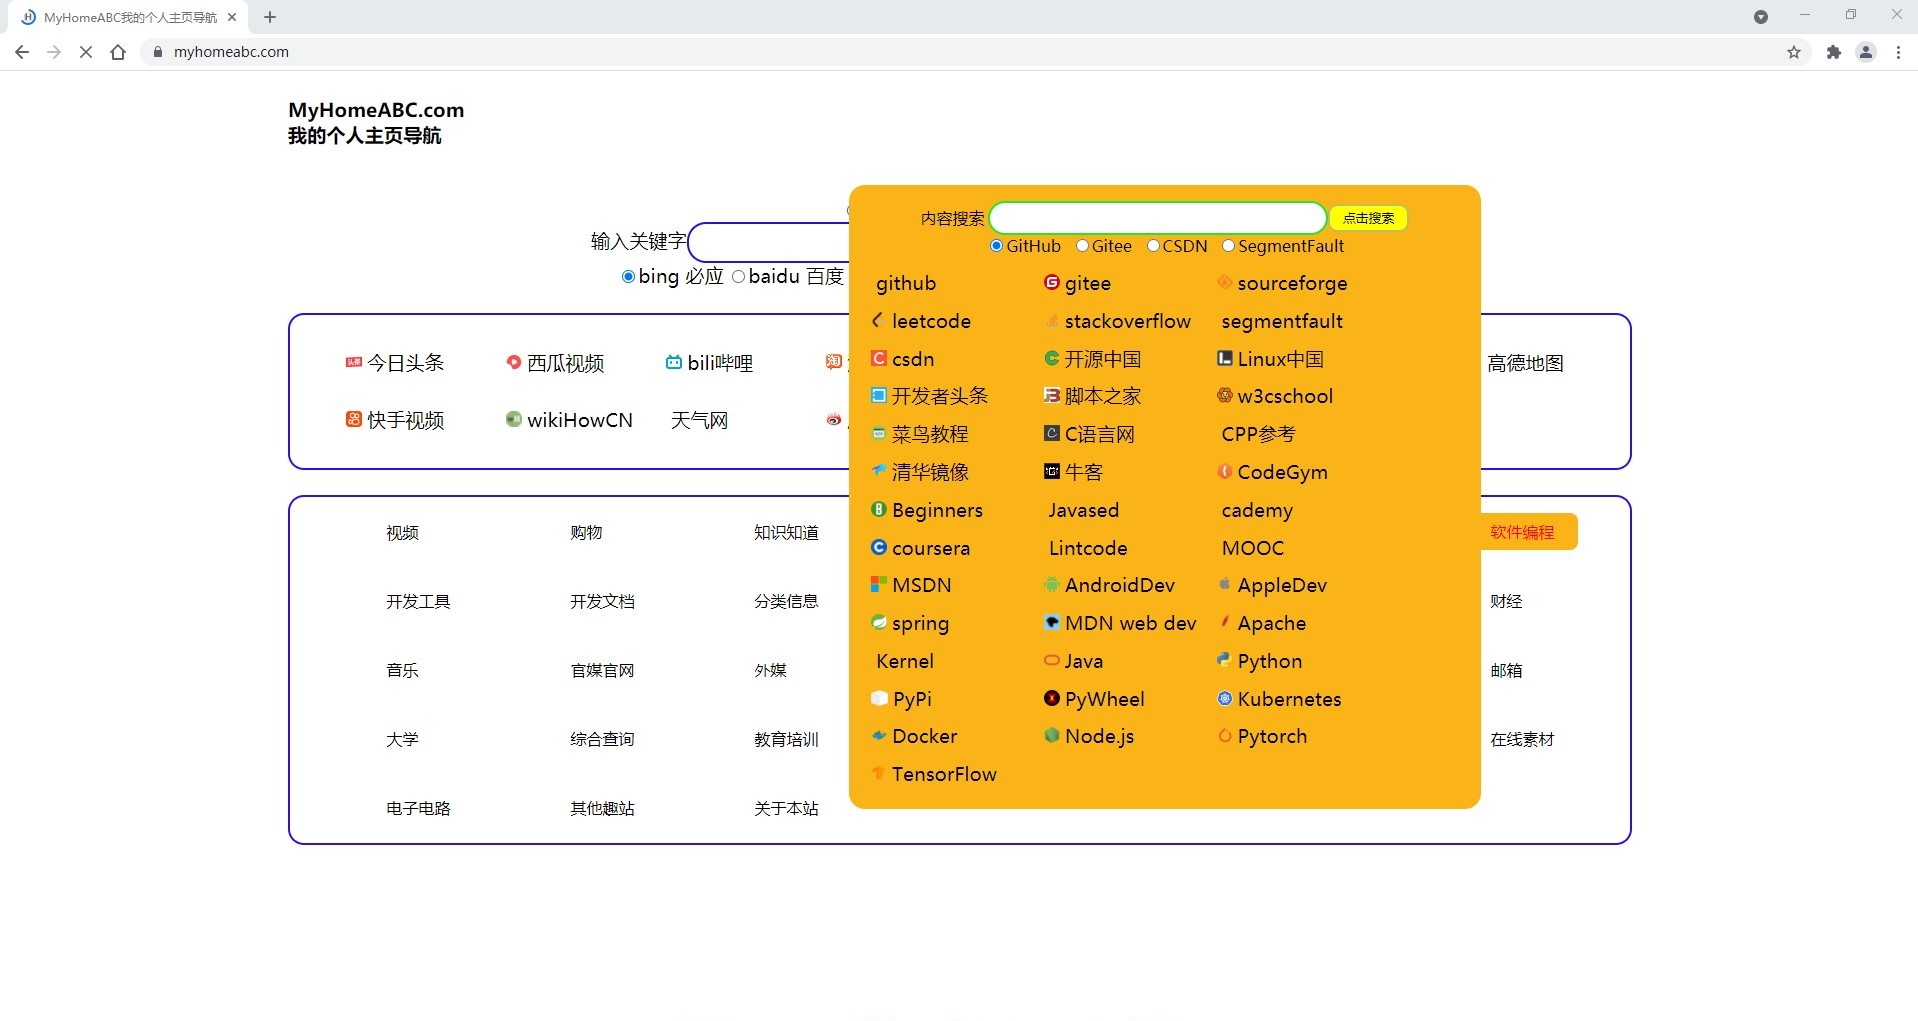 MyHomeABC我的个人主页导航
myhomeabc.com
MyHomeABC.com
我的个人主页导航
输入关键字
bing 必应 baidu 百度
内容搜索 点击搜索
GitHub Gitee CSDN SegmentFault
github gitee sourceforge
leetcode stackoverflow segmentfault
csdn 开源中国 Linux中国
开发者头条 脚本之家 w3cschool
菜鸟教程 C语言网 CPP参考
清华镜像 牛客 CodeGym
Beginners Javased cademy
coursera Lintcode MOOC
MSDN AndroidDev AppleDev
spring MDN web dev Apache
Kernel Java Python
PyPi PyWheel Kubernetes
Docker Node.js Pytorch
TensorFlow
今日头条 西瓜视频 bili哔哩 高德地图
快手视频 wikiHowCN 天气网
视频 购物 知识知道 软件编程
开发工具 开发文档 分类信息 财经
音乐 官媒官网 外媒 邮箱
大学 综合查询 教育培训 在线素材
电子电路 其他趣站 关于本站